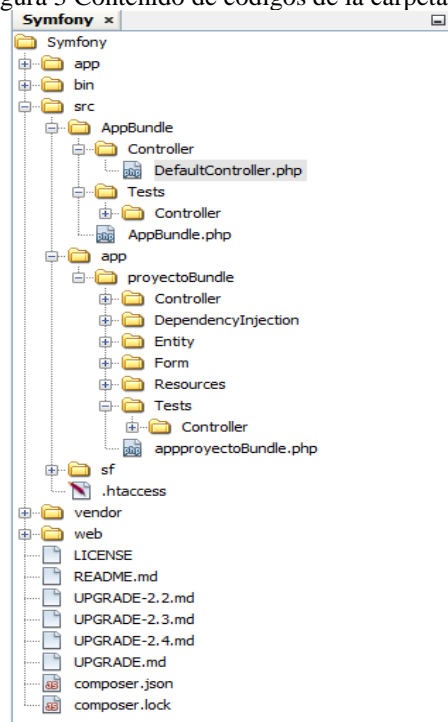 gura 3 Contenido de códigos de la carpeta
Symfony ×
Symfony
app
bin
src
AppBundle
Controller
DefaultController.php
Tests
Controller
AppBundle.php
app
proyectoBundle
Controller
DependencyInjection
Entity
Form
Resources
Tests
Controller
appproyectoBundle.php
sf
.htaccess
vendor
web
LICENSE
README.md
UPGRADE-2.2.md
UPGRADE-2.3.md
UPGRADE-2.4.md
UPGRADE.md
composer.json
composer.lock